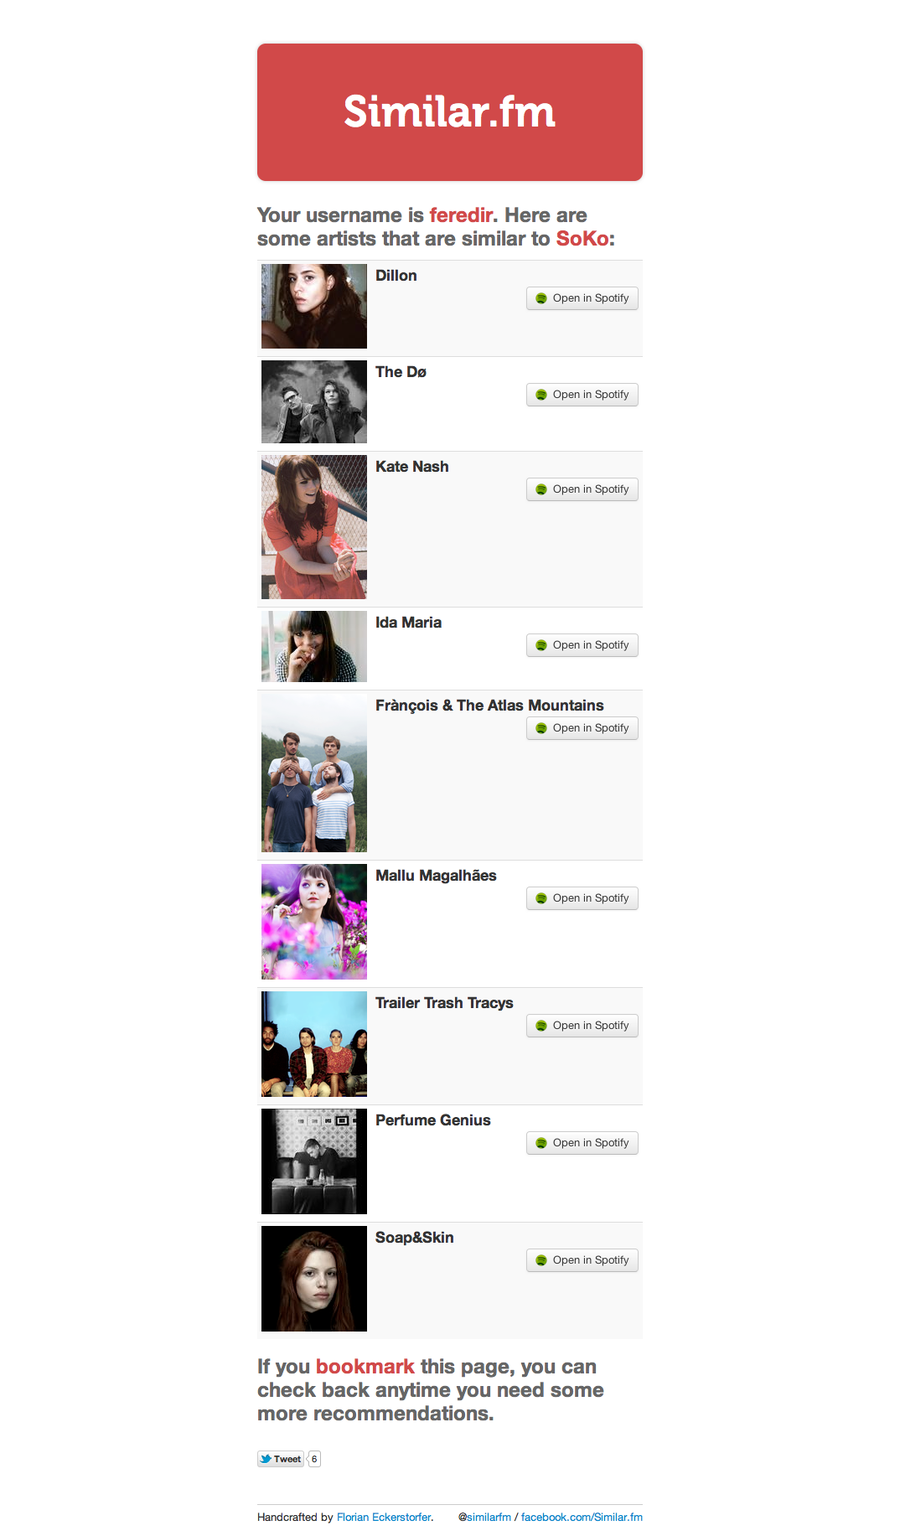 Similar.fm
Your username is feredir. Here are
some artists that are similar to SoKo:
Dillon
Open in Spotify
The Dø
Open in Spotify
Kate Nash
Open in Spotify
Ida Maria
Open in Spotify
Frànçois & The Atlas Mountains
Open in Spotify
Mallu Magalhães
Open in Spotify
Trailer Trash Tracys
Open in Spotify
Perfume Genius
Open in Spotify
Soap&Skin
Open in Spotify
If you bookmark this page, you can
check back anytime you need some
more recommendations.
Tweet 6
Handcrafted by Florian Eckerstorfer. @similarfm / facebook.com/Similar.fm